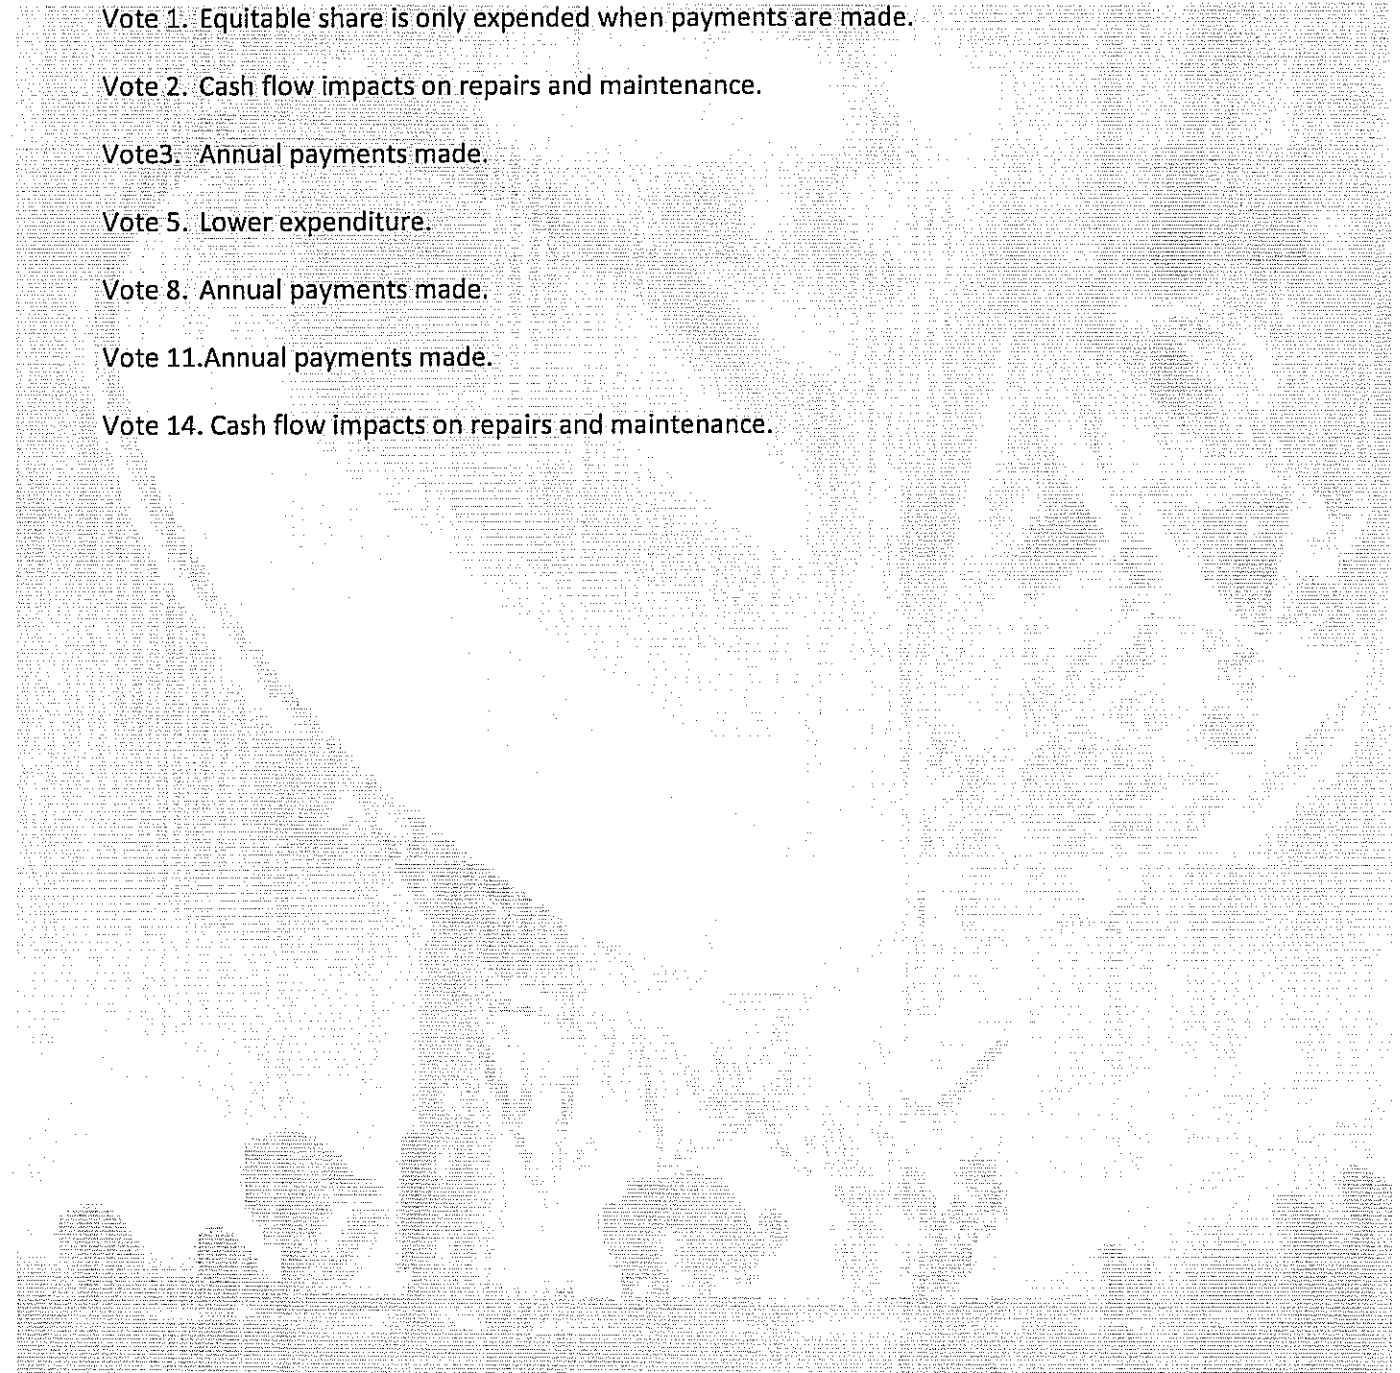 Vote 1. Equitable share is only expended when payments are made.
Vote 2. Cash flow impacts on repairs and maintenance.
Vote3. Annual payments made.
Vote 5. Lower expenditure.
Vote 8. Annual payments made.
Vote 11.Annual payments made.
Vote 14. Cash flow impacts on repairs and maintenance.